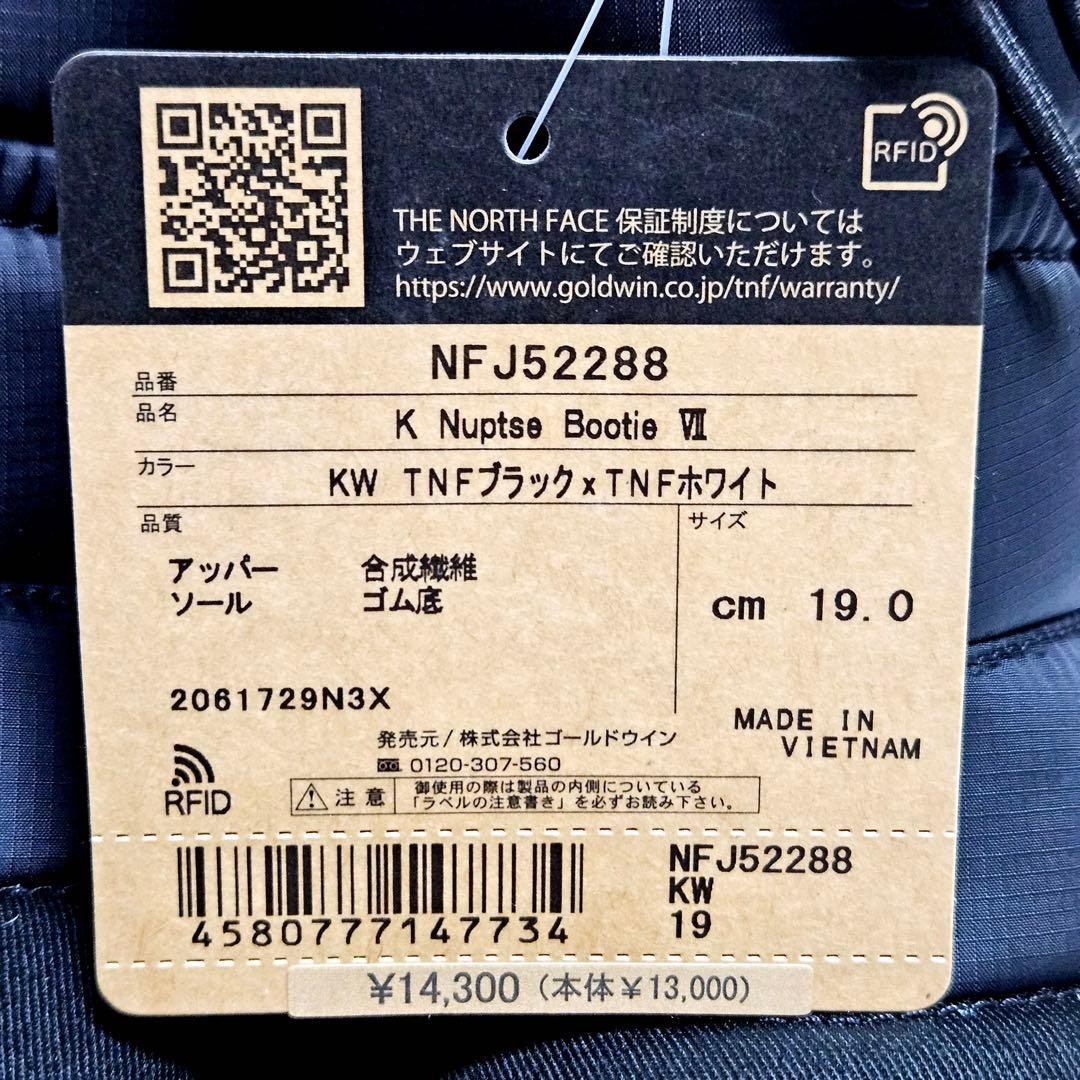 RFID
THE NORTH FACE 保証制度については
ウェブサイトにてご確認いただけます。
https://www.goldwin.co.jp/tnf/warranty/
品番 NFJ52288
品名 K Nuptse Bootie Ⅶ
カラー KW TNFブラック×TNFホワイト
品質 サイズ
アッパー 合成繊維
ソール ゴム底
cm 19.0
2061729N3X
MADE IN
VIETNAM
発売元/株式会社ゴールドウイン
0120-307-560
RFID
注意
御使用の際は製品の内側についている
「ラベルの注意書き」を必ずお読み下さい。
4580777147734
NFJ52288
KW
19
¥14,300(本体¥13,000)